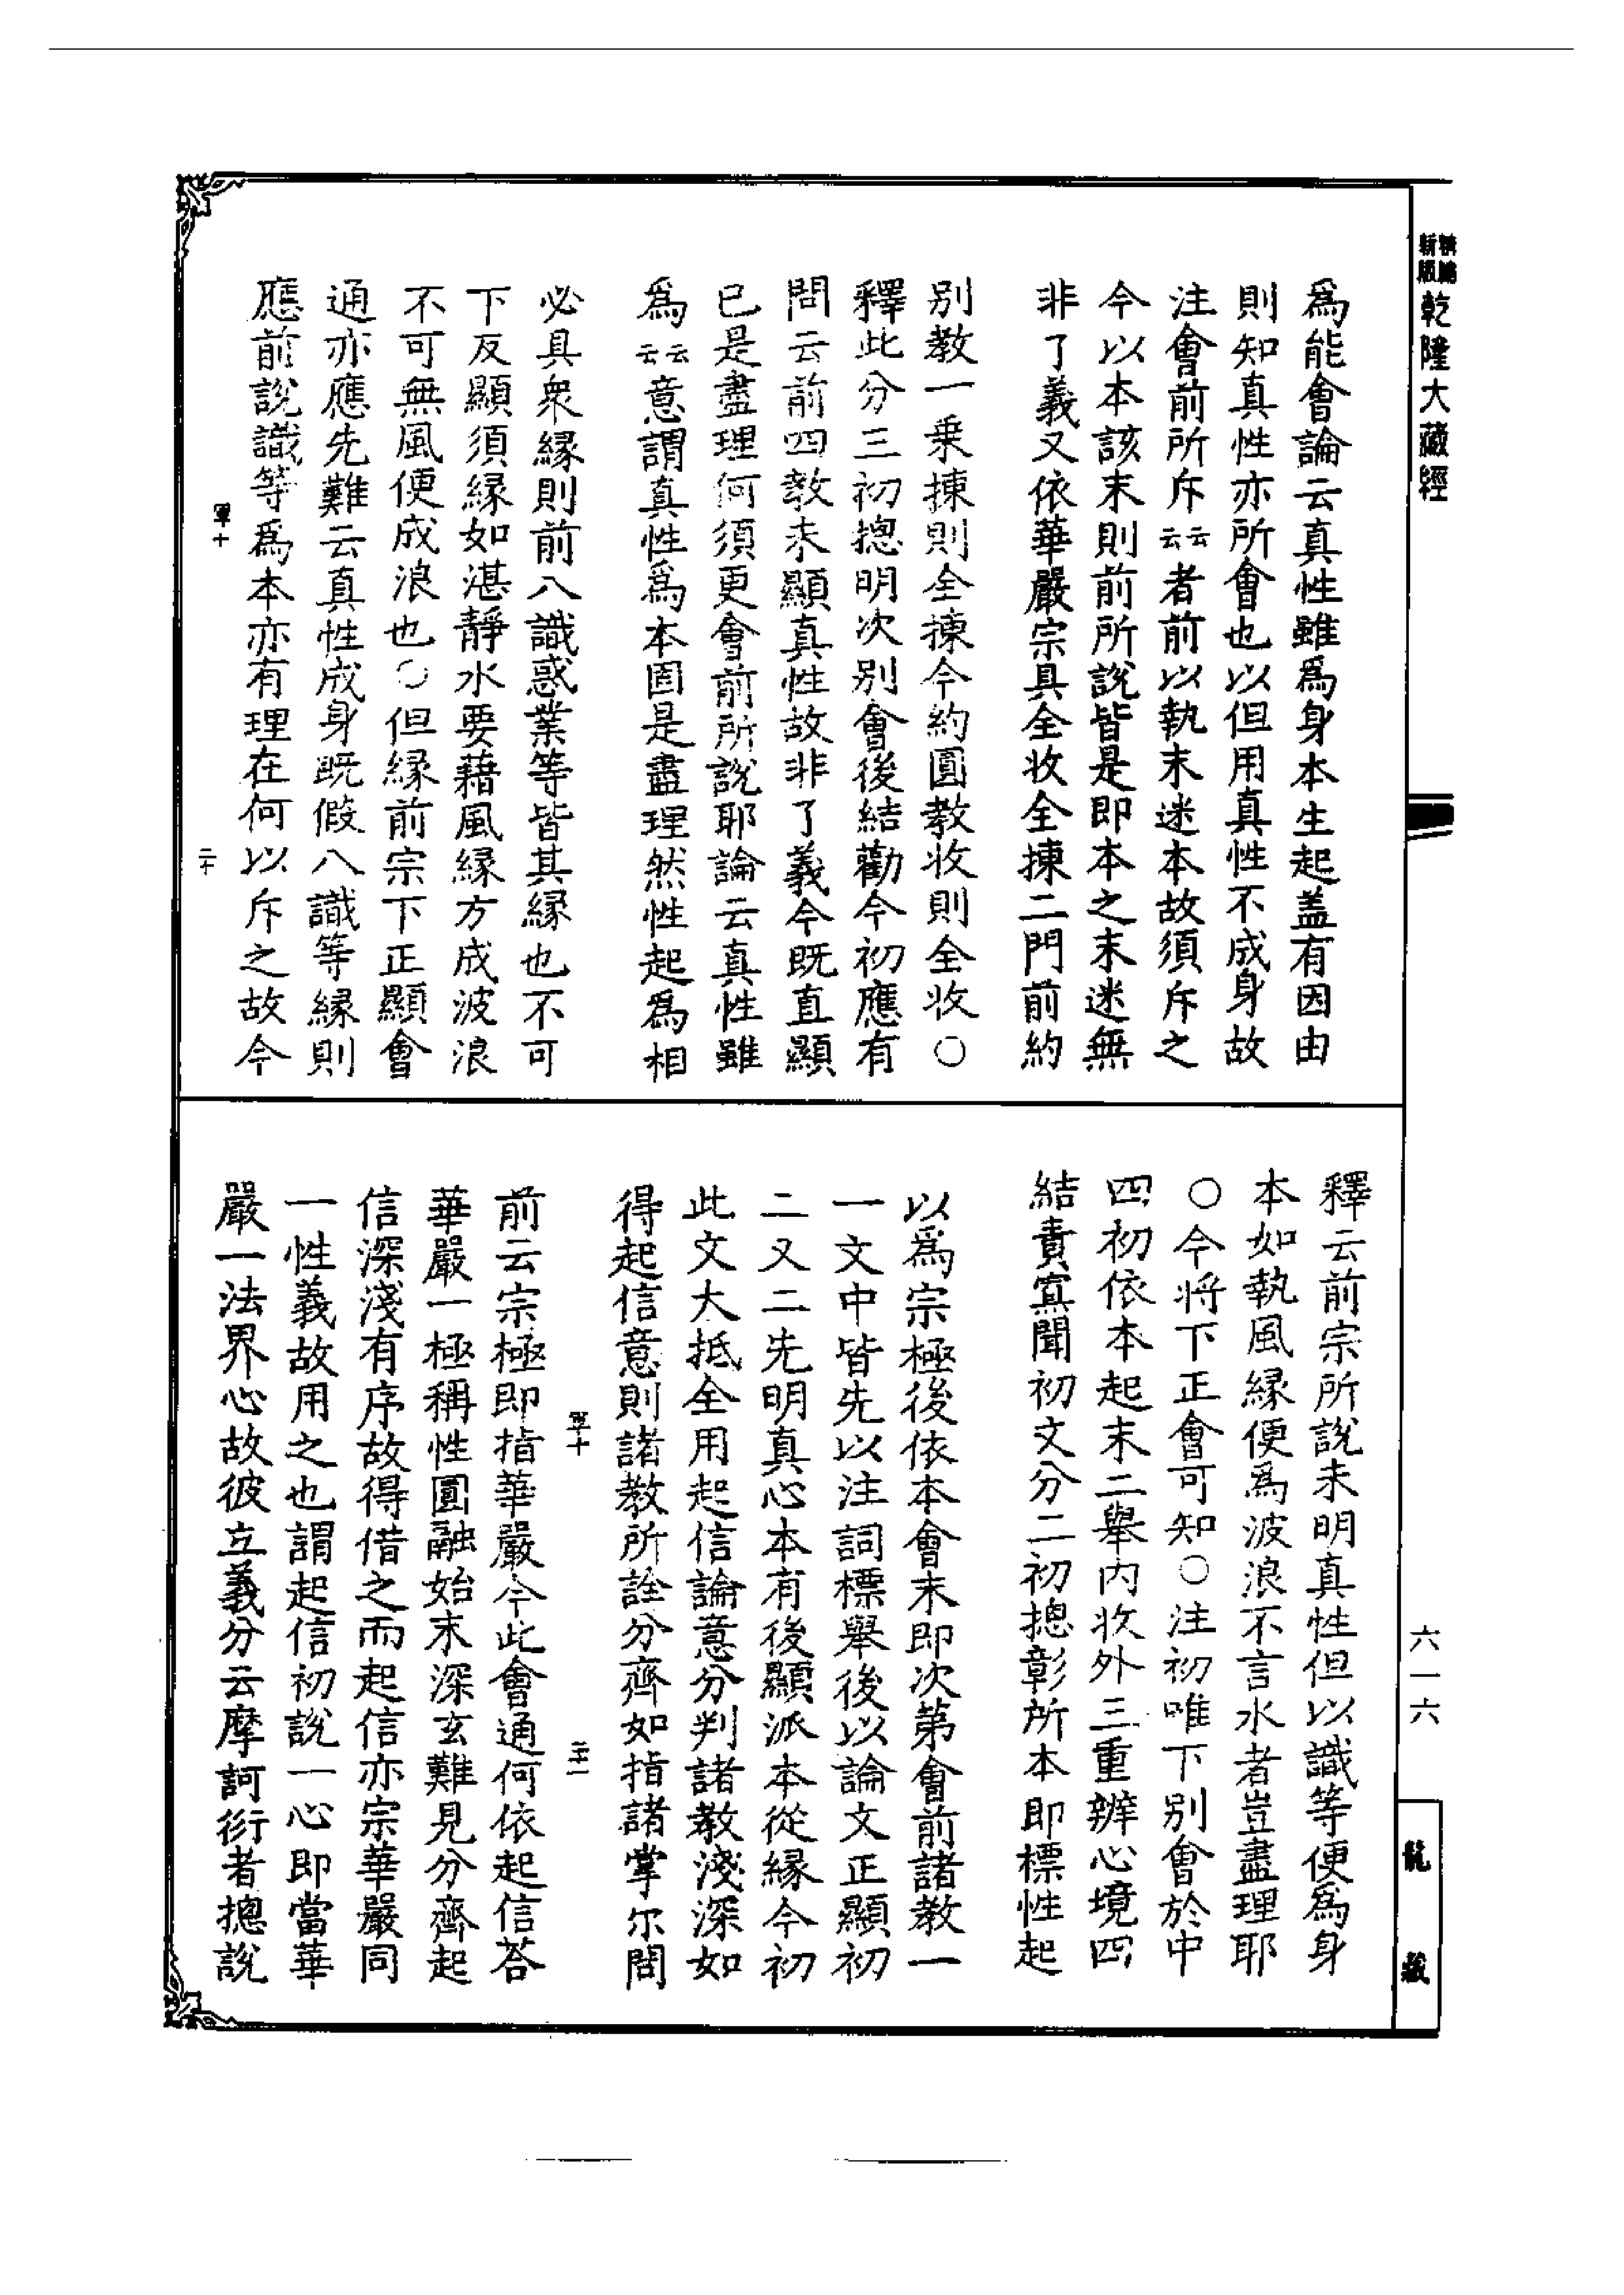 新編
縮版
乾隆大藏經
為能會論云真性雖為身本生起盖有因由
則知真性亦所會也以但用真性不成身故
注會前所斥云云者前以執末迷本故須斥之
今以本該末則前所說皆是即本之末迷無
非了義又依華嚴宗具全收全揀二門前約
別教一乗揀則全揀今約圓教收則全收○
釋此分三初揔明次別會後結勸今初應有
問云前四教未顯真性故非了義今既直顯
已是盡理何須更會前所說耶論云真性雖
為云云意謂真性為本固是盡理然性起為相
必具衆緣則前八識惑業等皆其緣也不可
下反顯須緣如湛靜水要藉風緣方成波浪
不可無風便成浪也○但緣前宗下正顯會
通亦應先難云真性成身既假八識等緣則
應前說識等為本亦有理在何以斥之故今
覃十
二十
釋云前宗所說未明真性但以識等便為身
本如執風緣便為波浪不言水者豈盡理耶
○今將下正會可知○注初唯下別會於中
四初依本起末二舉內收外三重辨心境四
結責寡聞初文分二初揔彰所本即標性起
以為宗極後依本會末即次第會前諸教一
一文中皆先以注詞標舉後以論文正顯初
二又二先明真心本有後顯派本從緣今初
此文大抵全用起信論意分判諸教淺深如
得起信意則諸教所詮分齊如指諸掌尒問
覃十
二十一
前云宗極即指華嚴今此會通何依起信荅
華嚴一極稱性圓融始末深玄難見分齊起
信深淺有序故得借之而起信亦宗華嚴同
一性義故用之也謂起信初說一心即當華
嚴一法界心故彼立義分云摩訶衍者揔說
六一六
龍藏